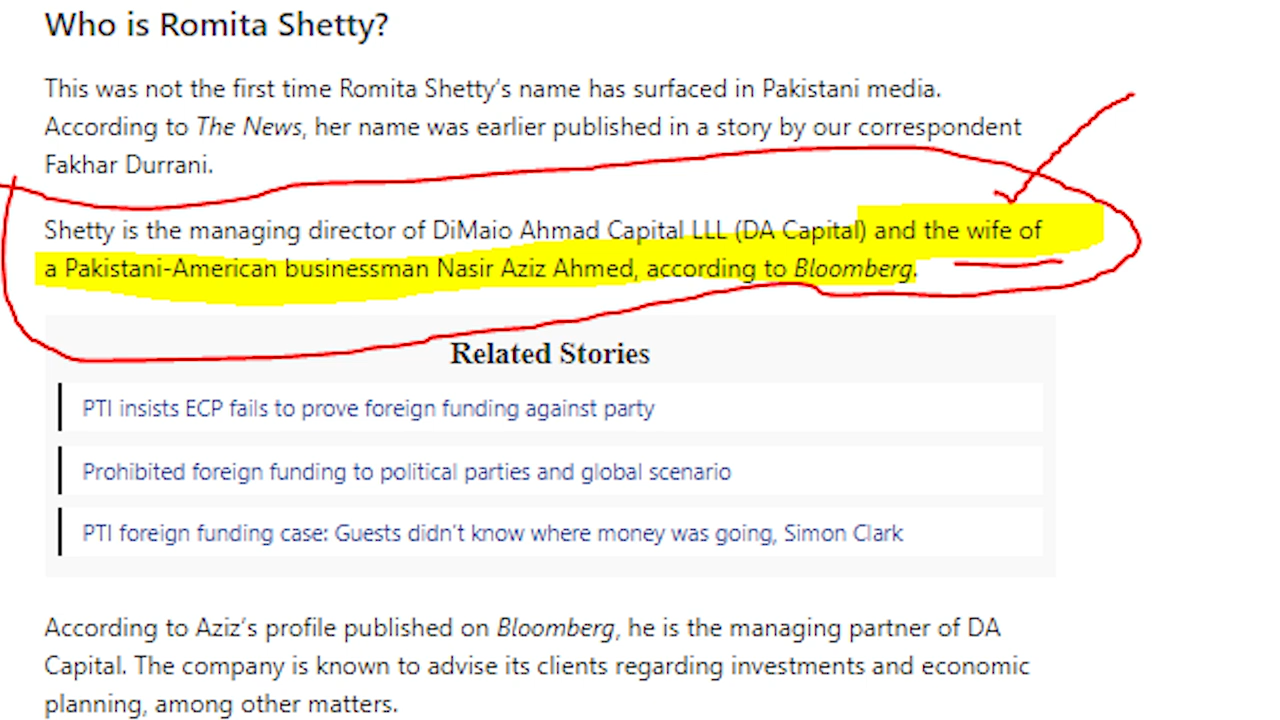 Who is Romita Shetty?
This was not the first time Romita Shetty's name has surfaced in Pakistani media.
According to The News, her name was earlier published in a story by our correspondent
Fakhar Durrani.
Shetty is the managing director of DiMaio Ahmad Capital LLL (DA Capital) and the wife of
a Pakistani-American businessman Nasir Aziz Ahmed, according to Bloomberg.
Related Stories
PTI insists ECP fails to prove foreign funding against party
Prohibited foreign funding to political parties and global scenario
PTI foreign funding case: Guests didn't know where money was going, Simon Clark
According to Aziz's profile published on Bloomberg, he is the managing partner of DA
Capital. The company is known to advise its clients regarding investments and economic
planning, among other matters.